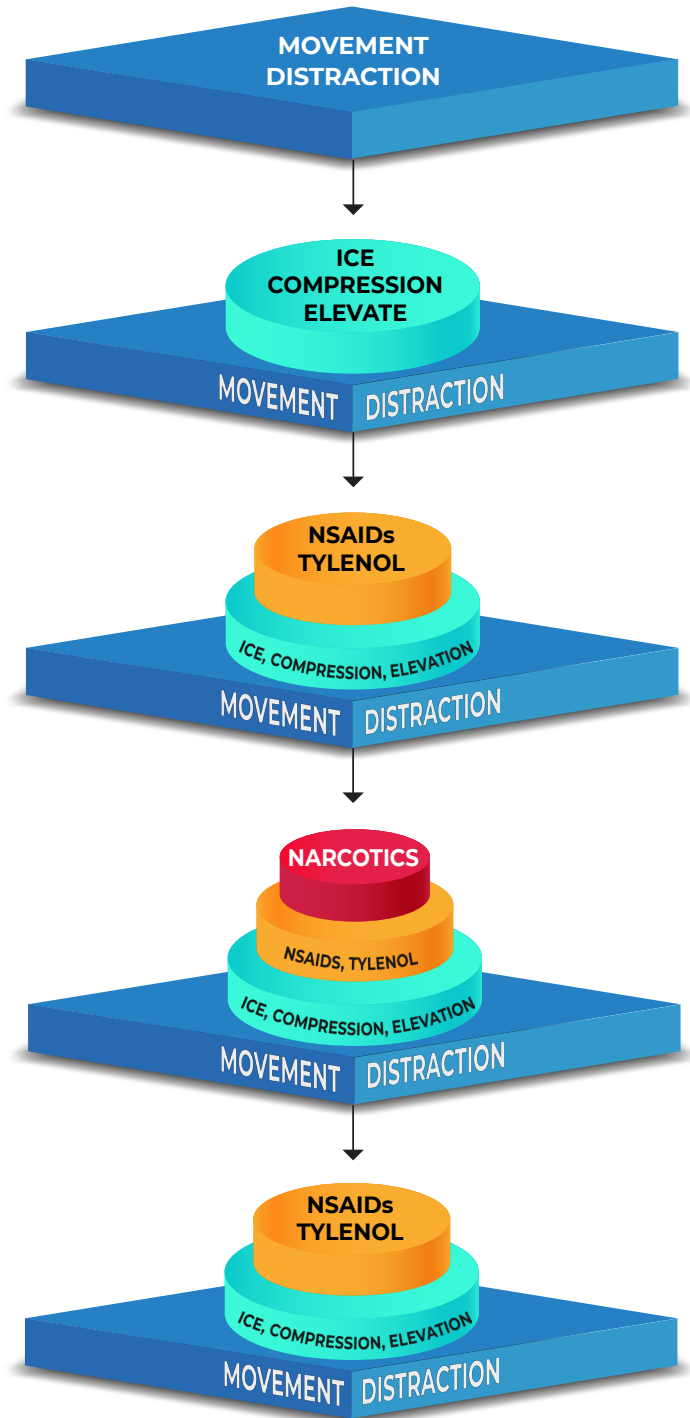 MOVEMENT
DISTRACTION
ICE
COMPRESSION
ELEVATE
MOVEMENT DISTRACTION
NSAIDs
TYLENOL
ICE, COMPRESSION, ELEVATION
MOVEMENT DISTRACTION
NARCOTICS
NSAIDS, TYLENOL
ICE, COMPRESSION, ELEVATION
MOVEMENT DISTRACTION
NSAIDs
TYLENOL
ICE, COMPRESSION, ELEVATION
MOVEMENT DISTRACTION